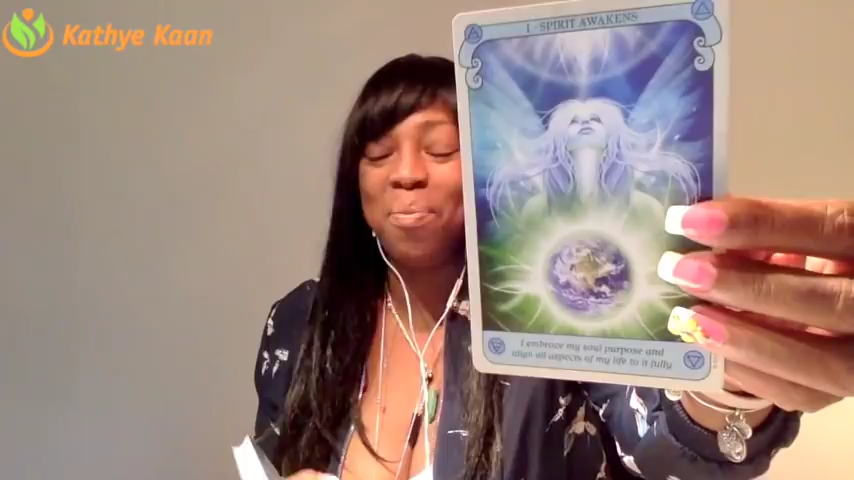 Kathye Kaan
1 - SPIRIT AWAKENS
I embrace my soul purpose and
align all aspects of my life to it fully